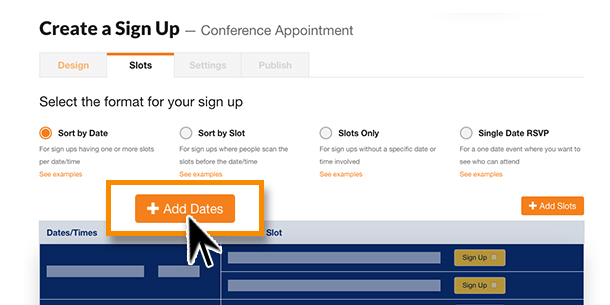 Create a Sign Up — Conference Appointment
Design Slots Settings Publish
Select the format for your sign up
Sort by Date
For sign ups having one or more slots
per date/time
See examples
Sort by Slot
For sign ups where people scan the
slots before the date/time
See examples
Slots Only
For sign ups without a specific date or
time involved
See examples
Single Date RSVP
For a one date event where you want to
see who can attend
See examples
+ Add Dates
+ Add Slots
Dates/Times Slot
Sign Up
Sign Up